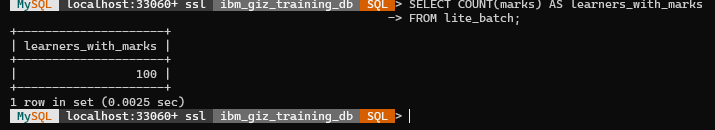 MySQL localhost:33060+ ssl ibm_giz_training_db SQL > SELECT COUNT(marks) AS learners_with_marks
-> FROM lite_batch;
+---------------------+
| learners_with_marks |
+---------------------+
|                 100 |
+---------------------+
1 row in set (0.0025 sec)
MySQL localhost:33060+ ssl ibm_giz_training_db SQL >